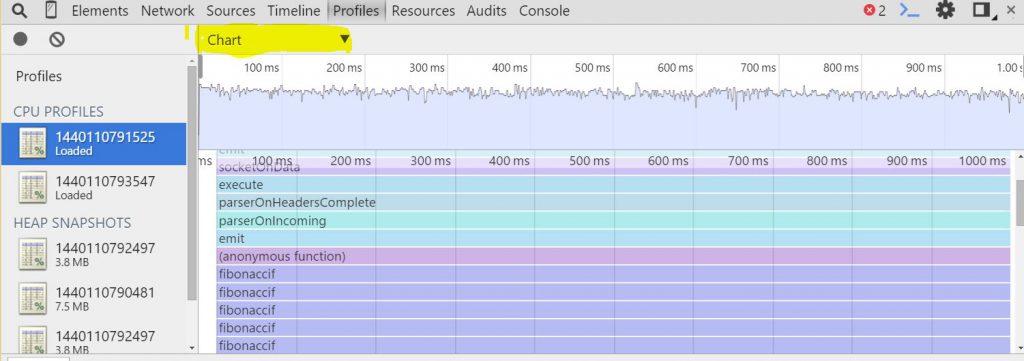 Elements Network Sources Timeline Profiles Resources Audits Console 2
Chart ▼
Profiles
CPU PROFILES
1440110791525
Loaded
1440110793547
Loaded
HEAP SNAPSHOTS
1440110792497
3.8 MB
1440110790481
7.5 MB
1440110792497
3.8 MB
100 ms 200 ms 300 ms 400 ms 500 ms 600 ms 700 ms 800 ms 900 ms 1.00 s
ms 100 ms 200 ms 300 ms 400 ms 500 ms 600 ms 700 ms 800 ms 900 ms 1000 ms
emit
socketOnData
execute
parserOnHeadersComplete
parserOnIncoming
emit
(anonymous function)
fibonaccif
fibonaccif
fibonaccif
fibonaccif
fibonaccif